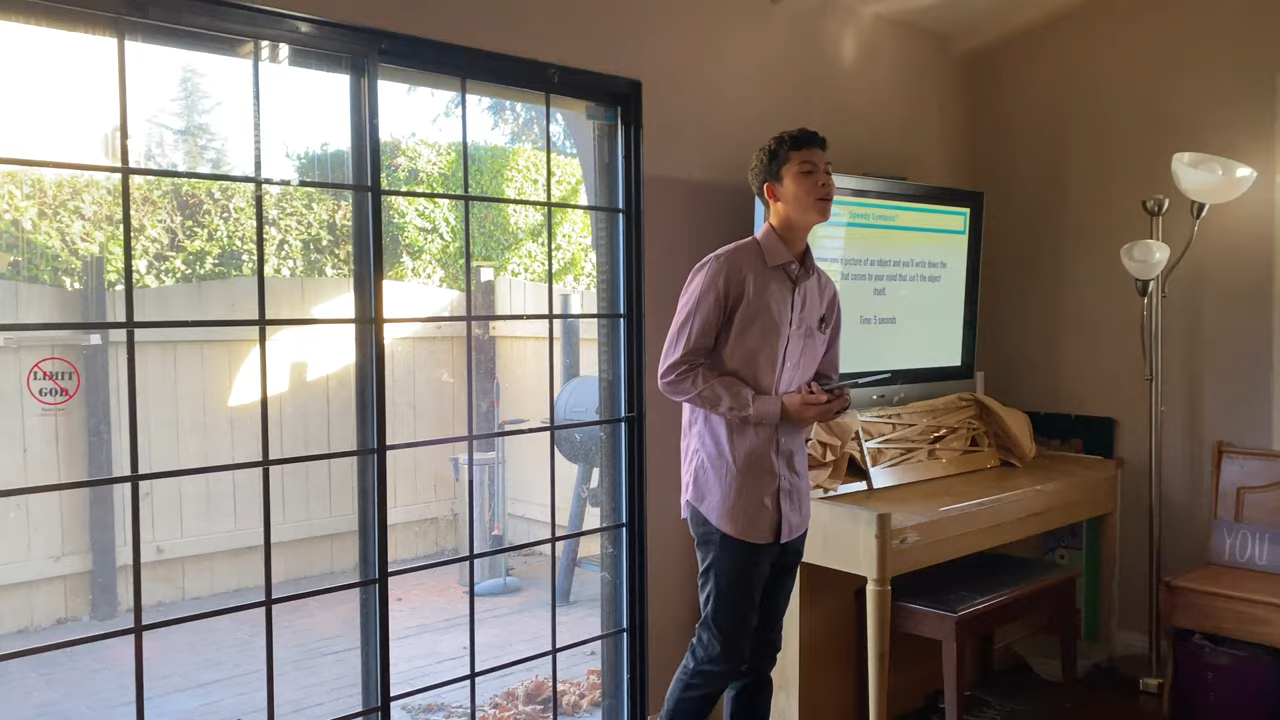 LIMIT
GOD
"Speedy Symbols"
picture of an object and you'll write down the
that comes to your mind that, isn't the object
itself.
Time: 5 seconds
YOU